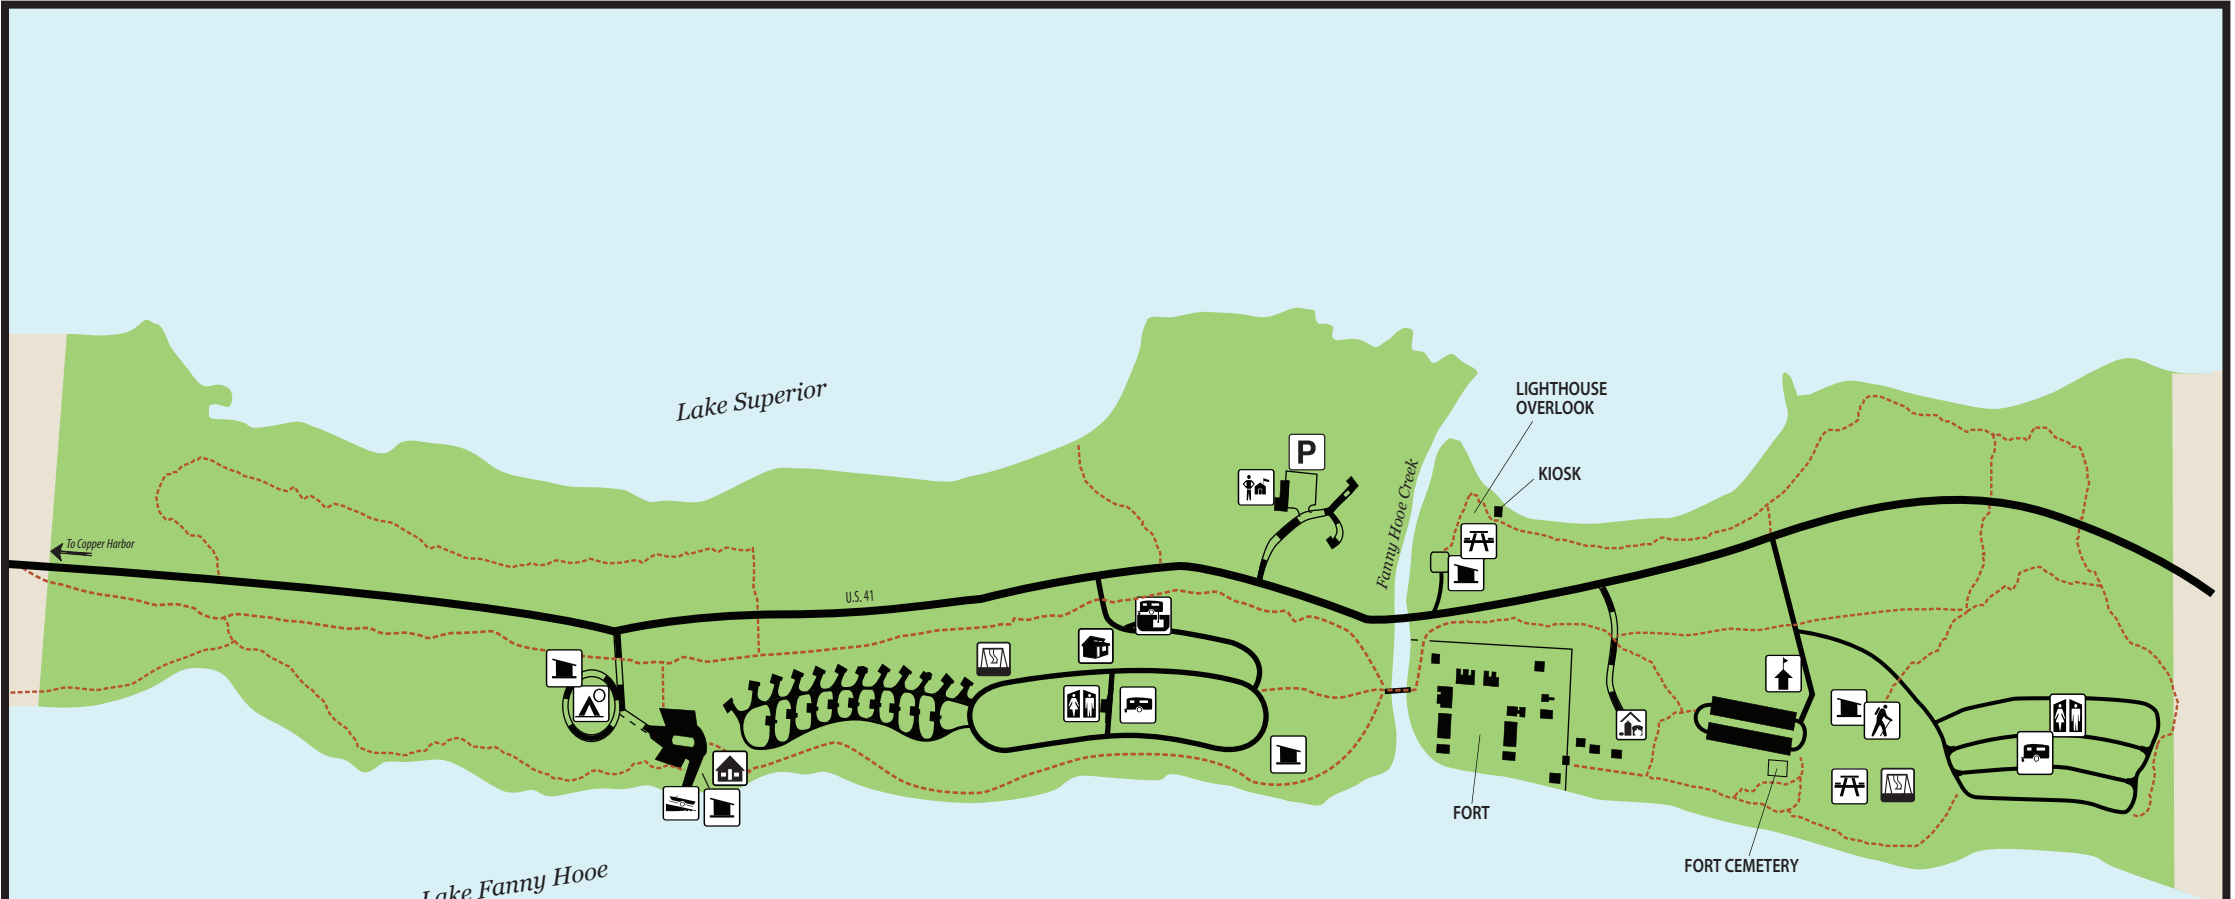 Lake Superior
LIGHTHOUSE
OVERLOOK
P
KIOSK
Fanny Hooe Creek
To Copper Harbor
U.S. 41
FORT
FORT CEMETERY
Lake Fanny Hooe